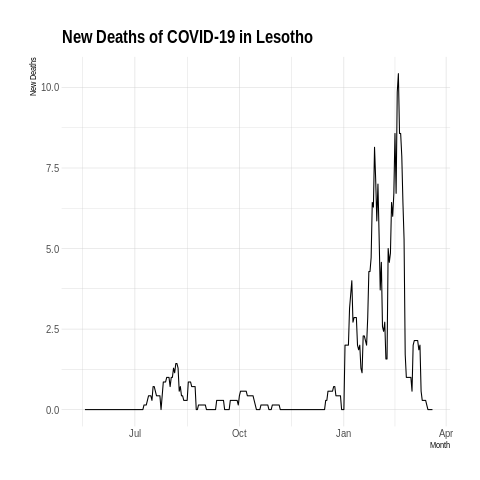 New Deaths of COVID-19 in Lesotho
New Deaths
10.0
7.5
5.0
2.5
0.0
Jul Oct Jan Apr
Month